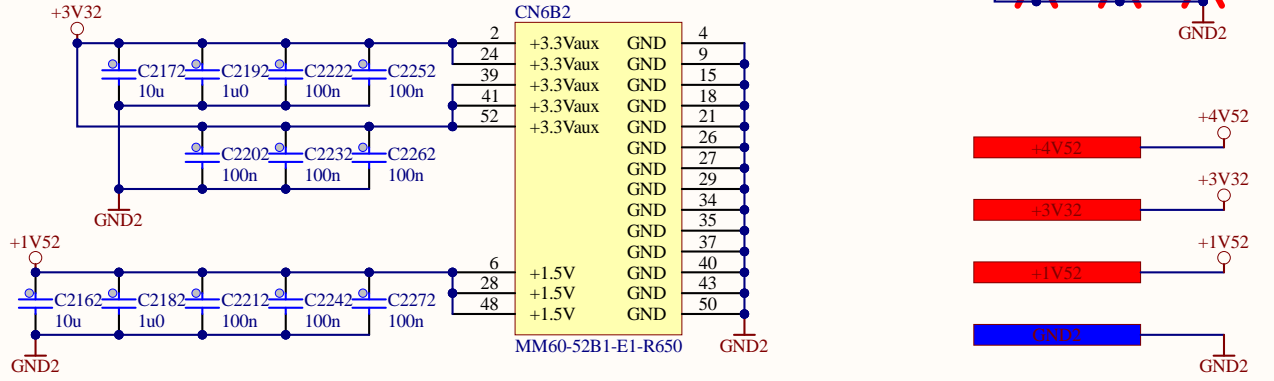 +3V32
CN6B2
GND2
2 +3.3Vaux GND 4
24 +3.3Vaux GND 9
39 +3.3Vaux GND 15
41 +3.3Vaux GND 18
52 +3.3Vaux GND 21
GND 26
GND 27
GND 29
GND 34
GND 35
GND 37
6 +1.5V GND 40
28 +1.5V GND 43
48 +1.5V GND 50
MM60-52B1-E1-R650
GND2
C2172 C2192 C2222 C2252
10u 1u0 100n 100n
C2202 C2232 C2262
100n 100n 100n
GND2
+1V52
C2162 C2182 C2212 C2242 C2272
10u 1u0 100n 100n 100n
GND2
+4V52 +4V52
+3V32 +3V32
+1V52 +1V52
GND2 GND2